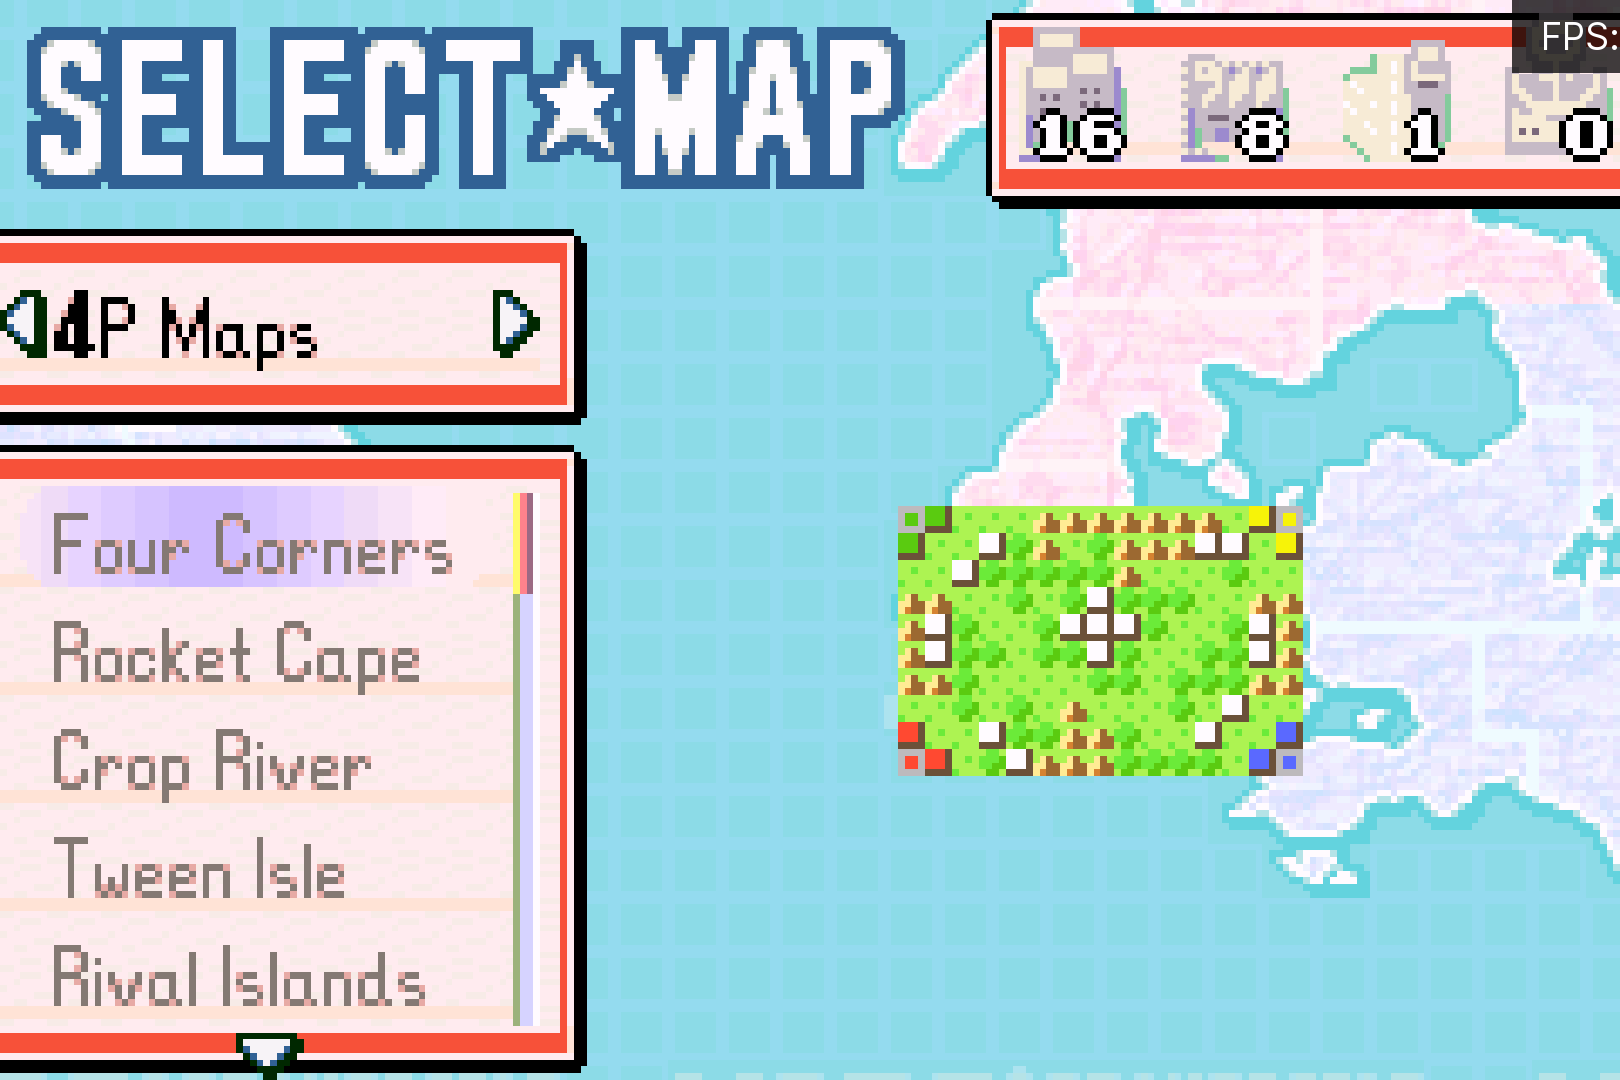 SELECT★MAP
FPS:
16 8 1 0
4P Maps
Four Corners
Rocket Cape
Crop River
Tween Isle
Rival Islands